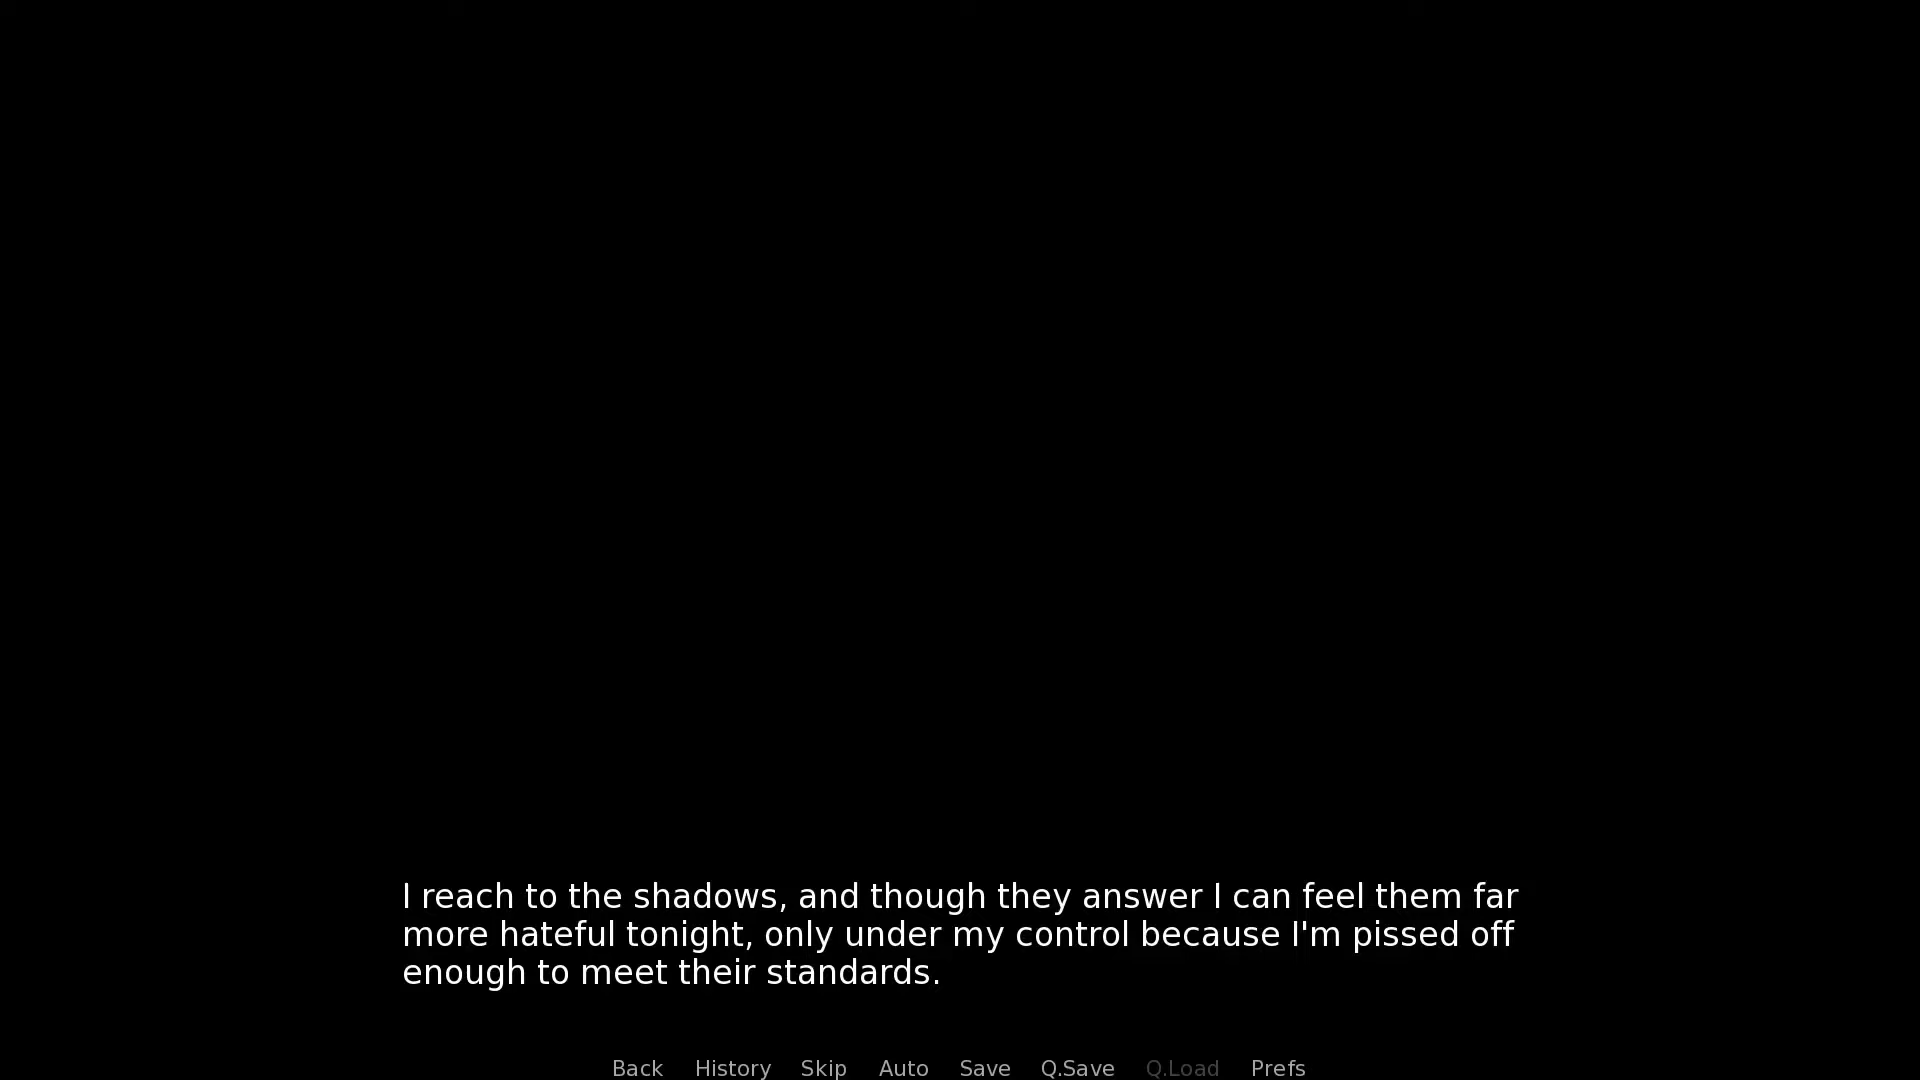 I reach to the shadows, and though they answer I can feel them far
more hateful tonight, only under my control because I'm pissed off
enough to meet their standards.
Back History Skip Auto Save Q.Save Q.Load Prefs